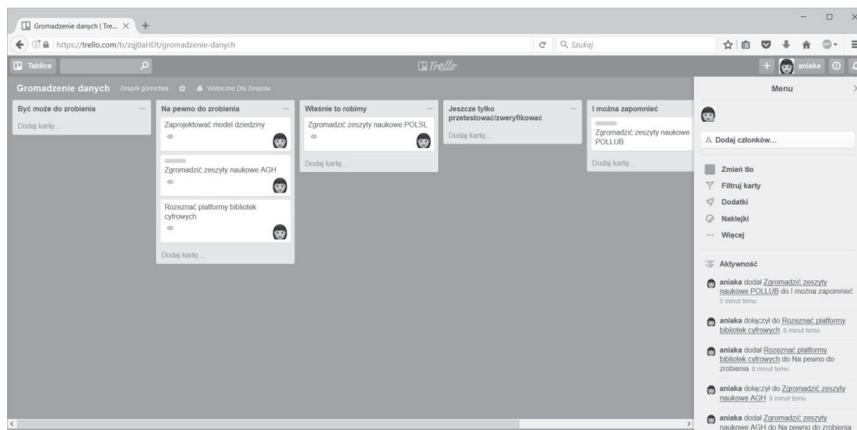 Gromadzenie danych | Tre...
https://trello.com/b/zqj0aHDt/gromadzenie-danych
Szukaj
Tablice
Trello
aniaka
Gromadzenie danych Zespół górnictwa Widoczne Dla Zespołu
Być może do zrobienia
Dodaj kartę...
Na pewno do zrobienia
Zaprojektować model dziedziny
Zgromadzić zeszyty naukowe AGH
Rozeznać platformy bibliotek
cyfrowych
Dodaj kartę...
Właśnie to robimy
Zgromadzić zeszyty naukowe POLSL
Dodaj kartę...
Jeszcze tylko
przetestować/zweryfikować
Dodaj kartę...
I można zapomnieć
Zgromadzić zeszyty naukowe
POLLUB
Dodaj kartę...
Menu
Dodaj członków...
Zmień tło
Filtruj karty
Dodatki
Naklejki
Więcej
Aktywność
aniaka dodał Zgromadzić zeszyty
naukowe POLLUB do I można zapomnieć
5 minut temu
aniaka dołączył do Rozeznać platformy
bibliotek cyfrowych 8 minut temu
aniaka dodał Rozeznać platformy
bibliotek cyfrowych do Na pewno do
zrobienia 8 minut temu
aniaka dołączył do Zgromadzić zeszyty
naukowe AGH 9 minut temu
aniaka dodał Zgromadzić zeszyty
naukowe AGH do Na pewno do zrobienia